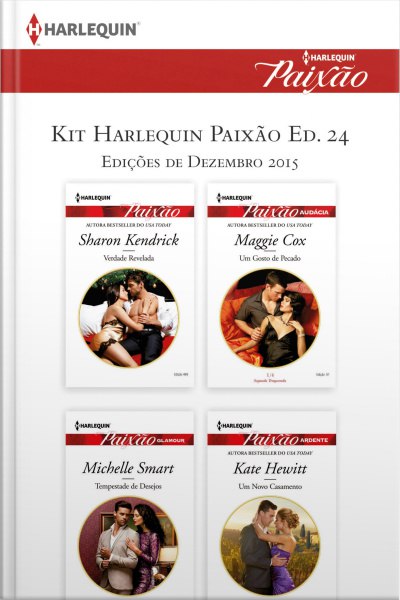 HARLEQUIN®
HARLEQUIN®
Paixão
Kit Harlequin Paixão Ed. 24
Edições de Dezembro 2015
HARLEQUIN®
Paixão
AUTORA BESTSELLER DO USA TODAY
Sharon Kendrick
Verdade Revelada
HARLEQUIN®
Paixão AUDÁCIA
AUTORA BESTSELLER DO USA TODAY
Maggie Cox
Um Gosto de Pecado
Segunda Temporada
HARLEQUIN®
Paixão GLAMOUR
Michelle Smart
Tempestade de Desejos
HARLEQUIN®
Paixão ARDENTE
AUTORA BESTSELLER DO USA TODAY
Kate Hewitt
Um Novo Casamento